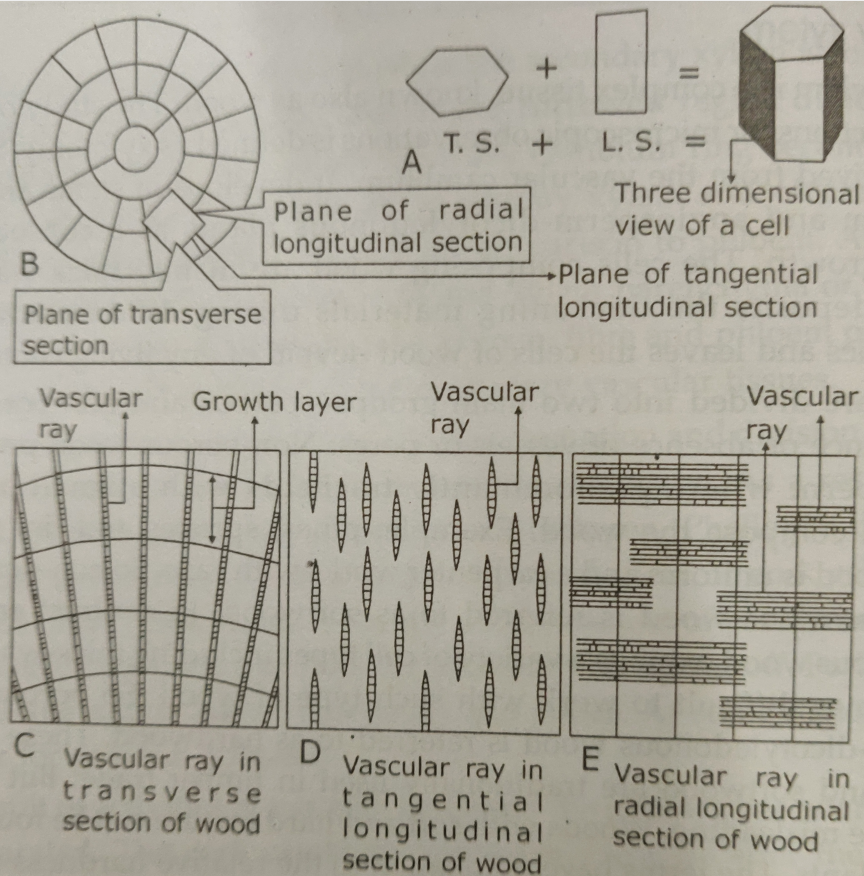 A T.S. + L.S. =
+ =
Three dimensional
view of a cell
B
Plane of radial
longitudinal section
Plane of tangential
longitudinal section
Plane of transverse
section
Vascular
ray
Growth layer
Vascular
ray
Vascular
ray
C Vascular ray in
transverse
section of wood
D Vascular ray in
tangential
longitudinal
section of wood
E Vascular ray in
radial longitudinal
section of wood